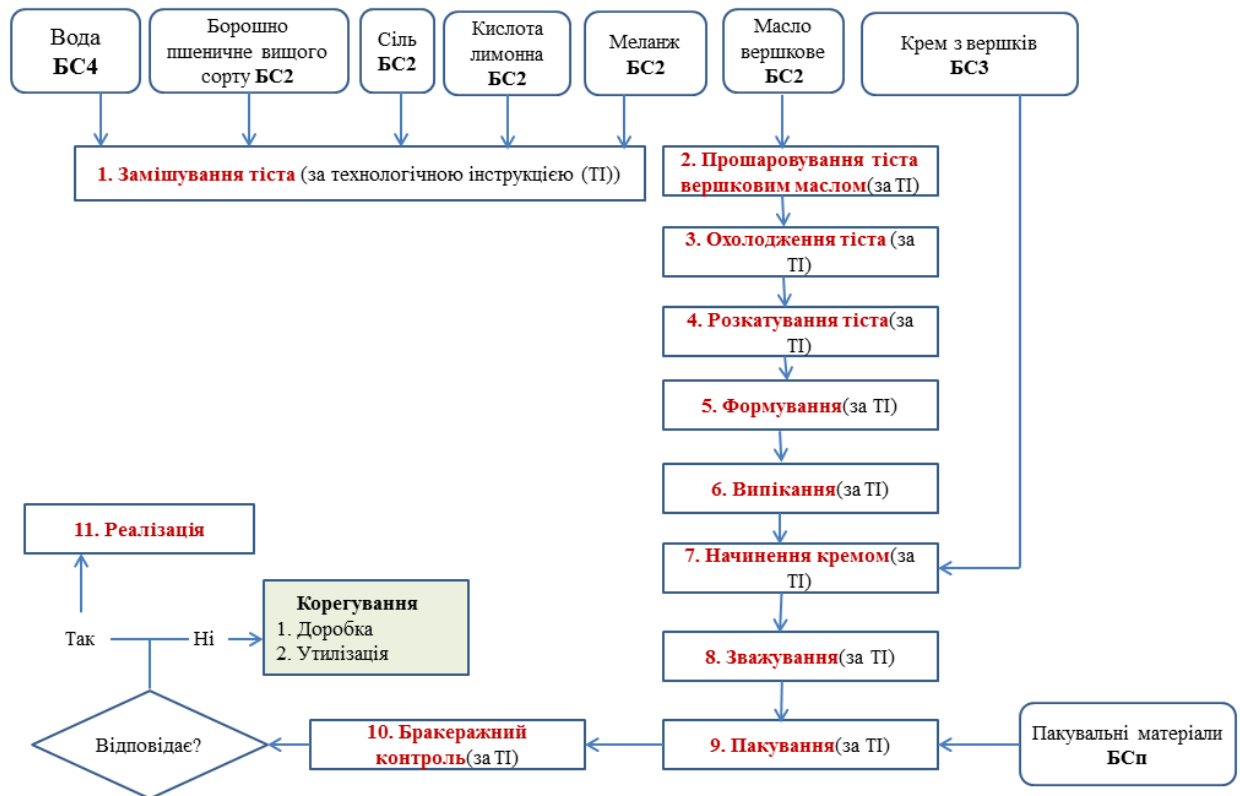 Вода
БС4
Борошно
пшеничне вищого
сорту БС2
Сіль
БС2
Кислота
лимонна
БС2
Меланж
БС2
Масло
вершкове
БС2
Крем з вершків
БС3
1. Замішування тіста (за технологічною інструкцією (ТІ))
2. Прошаровування тіста
вершковим маслом(за ТІ)
3. Охолодження тіста (за
ТІ)
4. Розкатування тіста(за
ТІ)
5. Формування(за ТІ)
6. Випікання(за ТІ)
7. Начинення кремом(за
ТІ)
8. Зважування(за ТІ)
9. Пакування(за ТІ)
Пакувальні матеріали
БСп
10. Бракеражний
контроль(за ТІ)
Відповідає?
Так
Ні
Корегування
1. Доробка
2. Утилізація
11. Реалізація